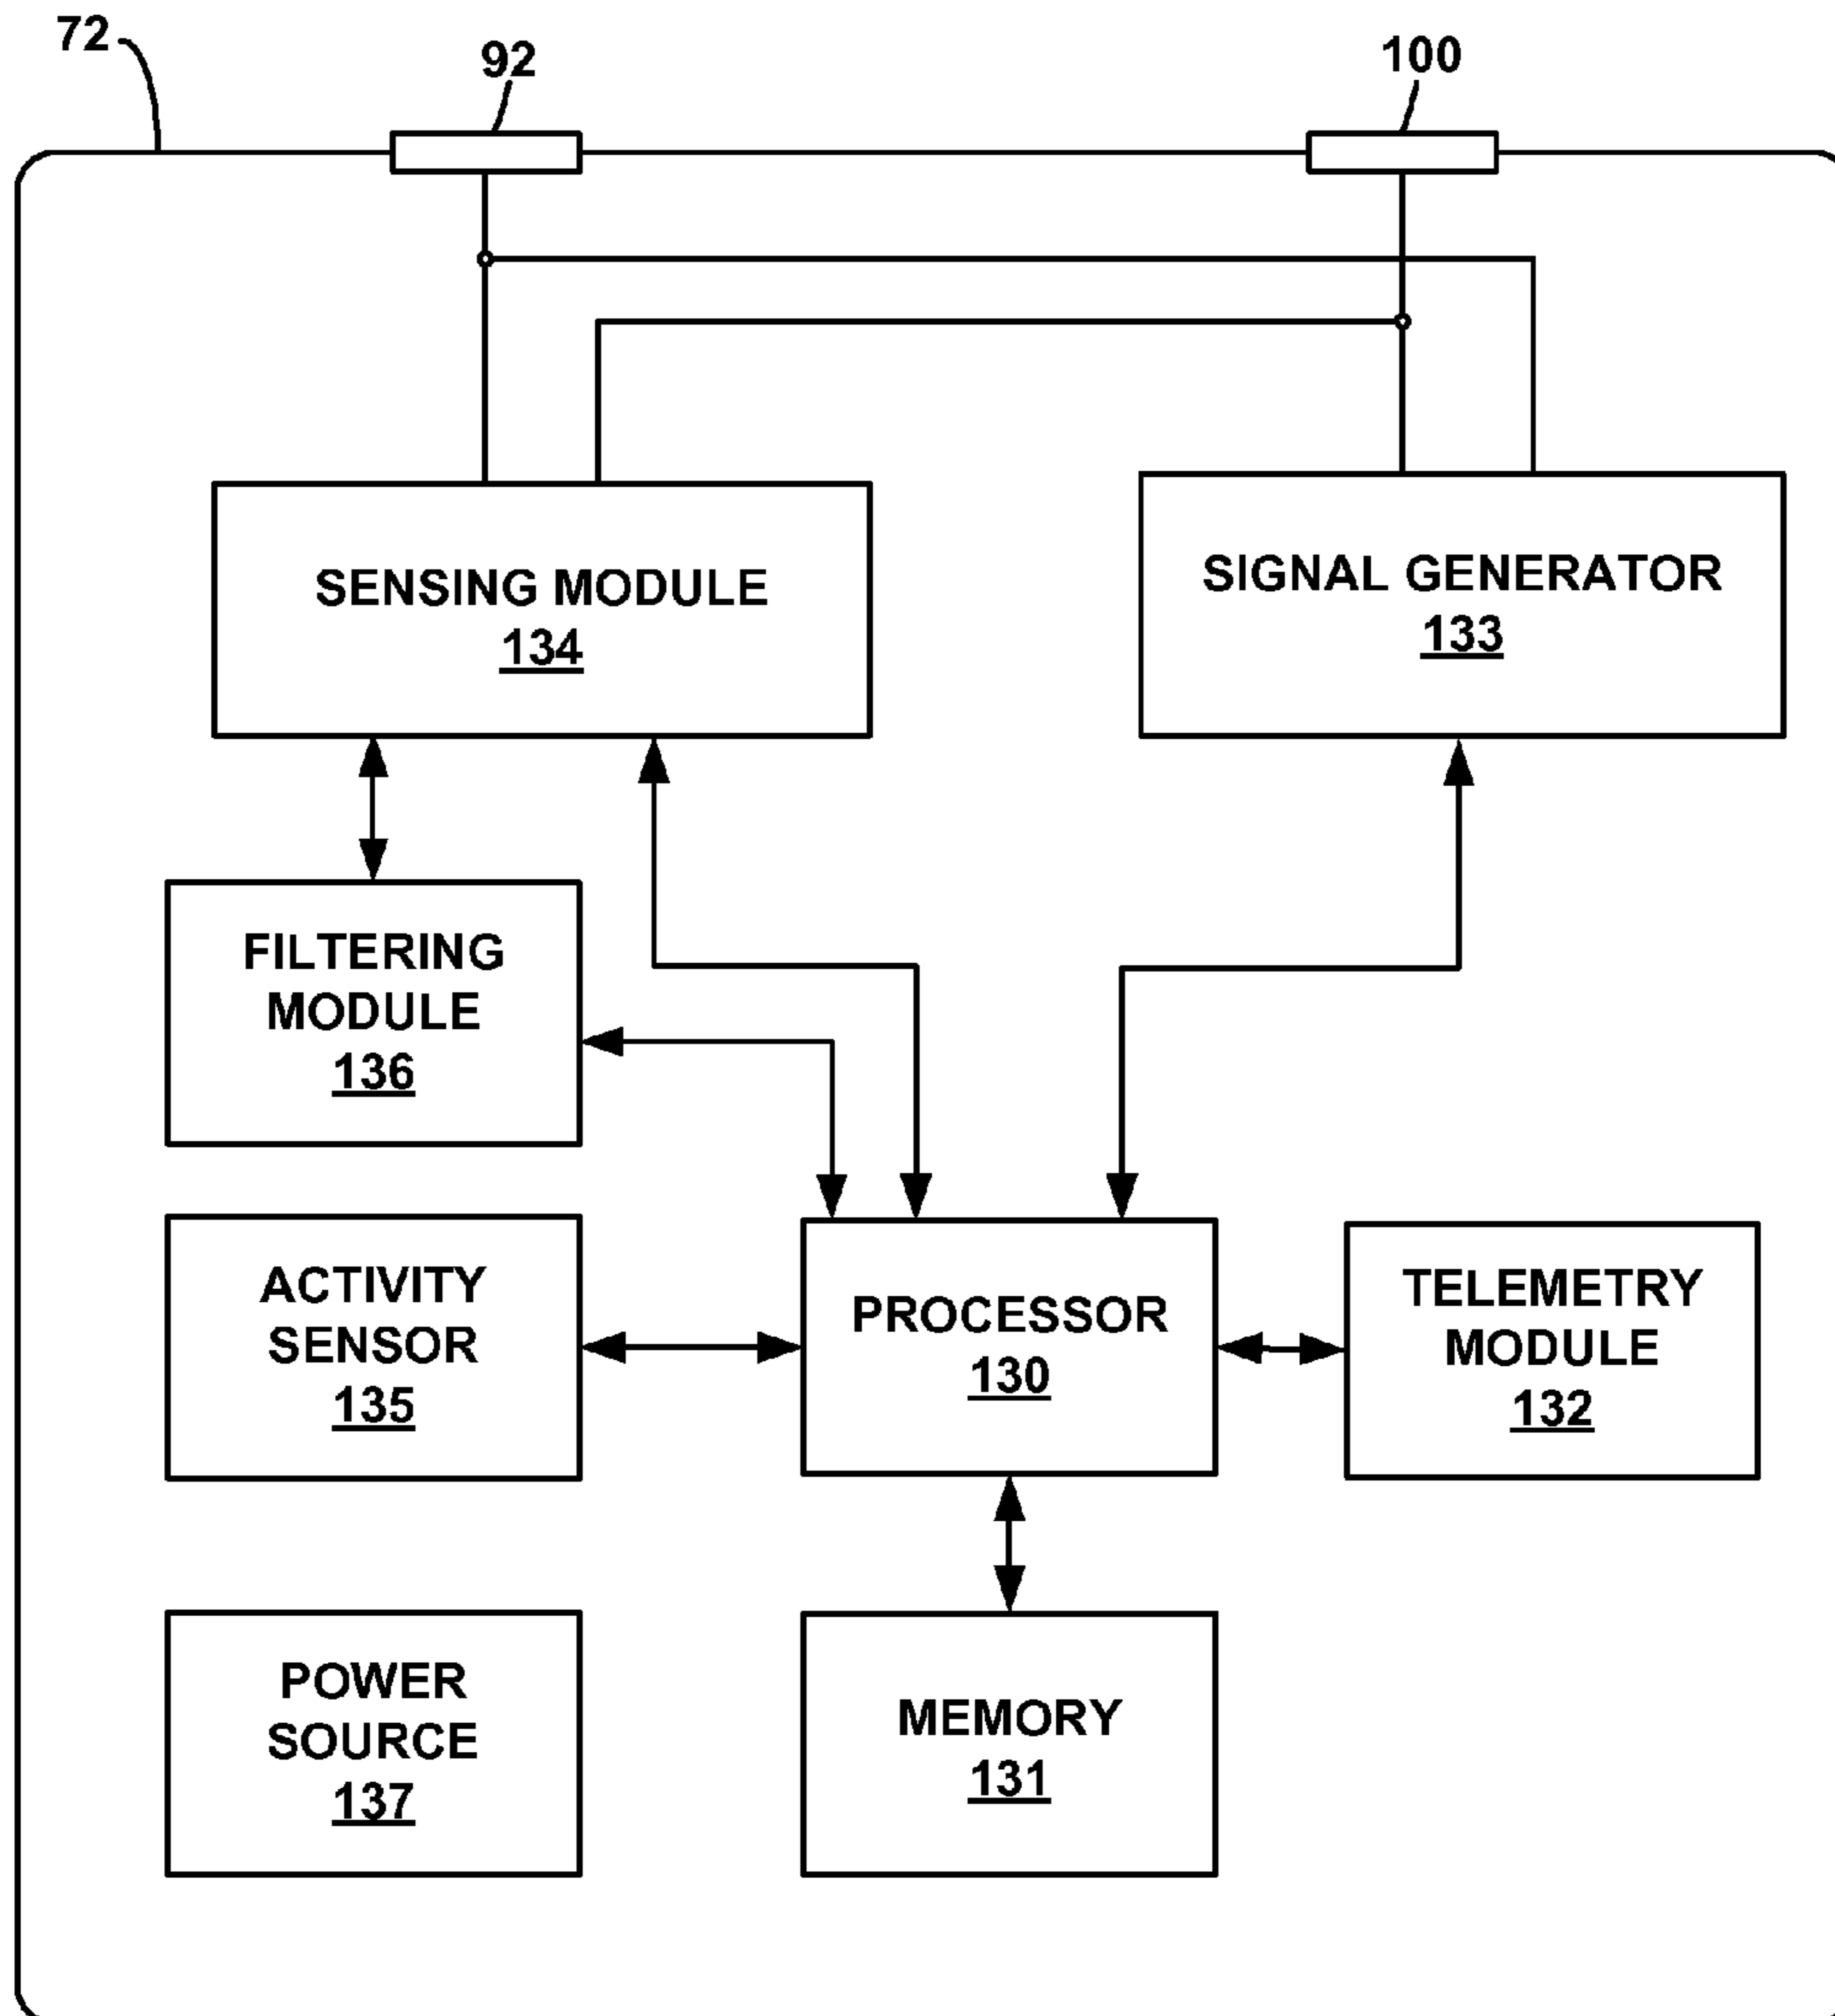 72
92
100
SENSING MODULE
134
SIGNAL GENERATOR
133
FILTERING
MODULE
136
ACTIVITY
SENSOR
135
PROCESSOR
130
TELEMETRY
MODULE
132
POWER
SOURCE
137
MEMORY
131